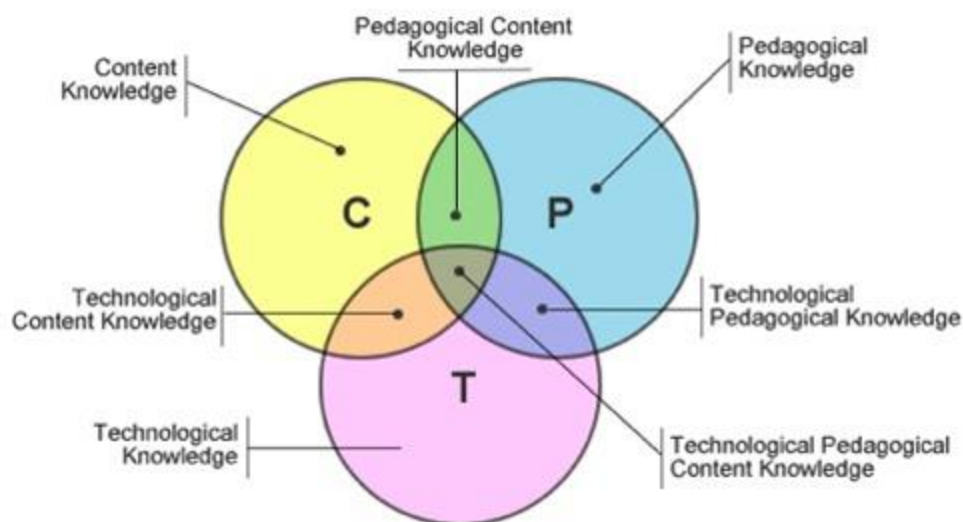 Pedagogical Content
Knowledge
Content
Knowledge
Pedagogical
Knowledge
C
P
Technological
Content Knowledge
Technological
Pedagogical Knowledge
T
Technological
Knowledge
Technological Pedagogical
Content Knowledge